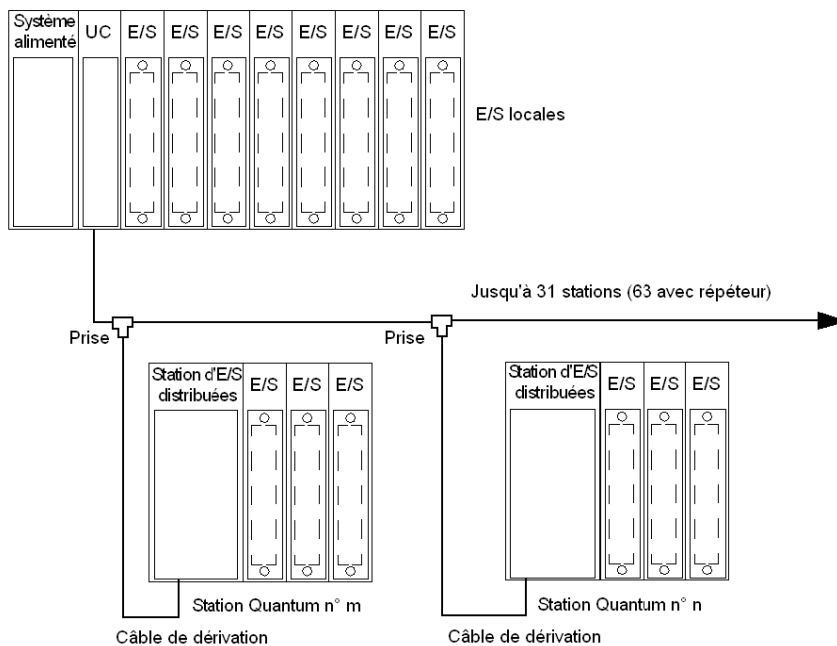 Système
alimenté
UC
E/S
E/S
E/S
E/S
E/S
E/S
E/S
E/S
E/S locales
Jusqu'à 31 stations (63 avec répéteur)
Prise
Prise
Station d'E/S
distribuées
E/S
E/S
E/S
Station d'E/S
distribuées
E/S
E/S
E/S
Station Quantum n° m
Station Quantum n° n
Câble de dérivation
Câble de dérivation